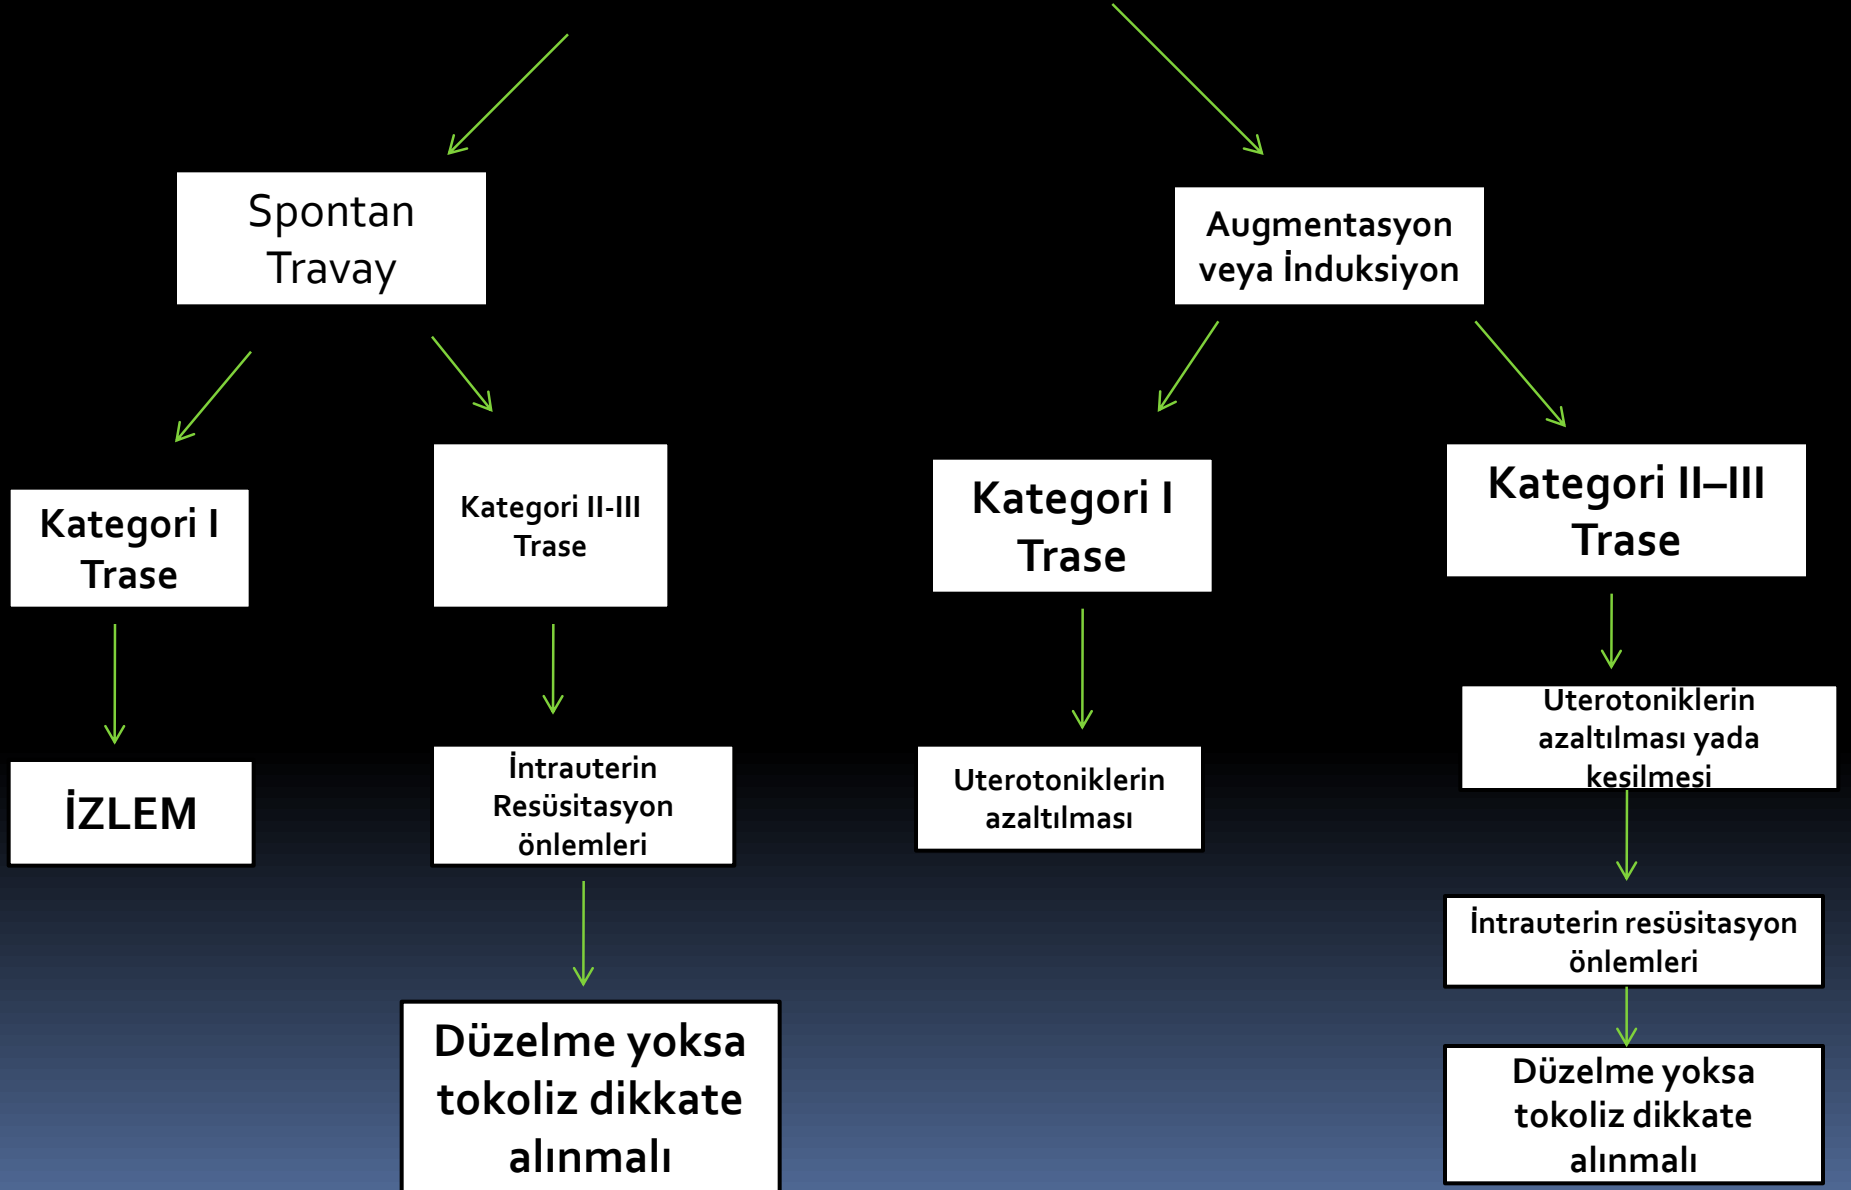 Spontan
Travay
Augmentasyon
veya İnduksiyon
Kategori I
Trase
Kategori II-III
Trase
Kategori I
Trase
Kategori II–III
Trase
İZLEM
İntrauterin
Resüsitasyon
önlemleri
Uterotoniklerin
azaltılması
Uterotoniklerin
azaltılması yada
kesilmesi
İntrauterin resüsitasyon
önlemleri
Düzelme yoksa
tokoliz dikkate
alınmalı
Düzelme yoksa
tokoliz dikkate
alınmalı